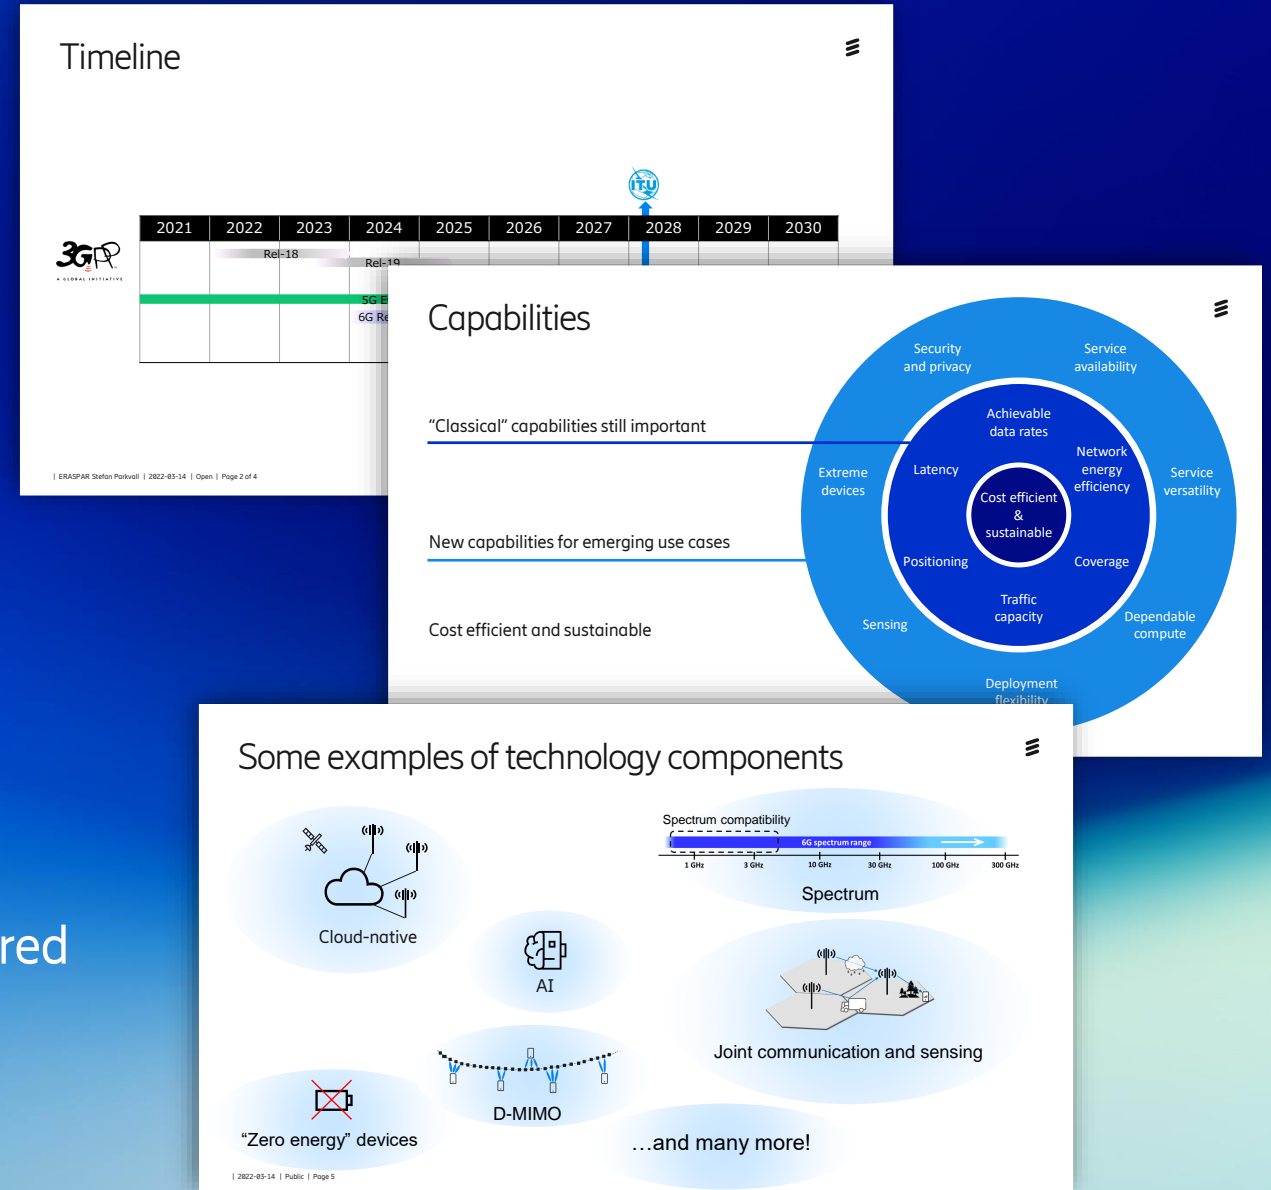 Timeline
ITU
2021 2022 2023 2024 2025 2026 2027 2028 2029 2030
3GPP
A GLOBAL INITIATIVE
Rel-18
Rel-19
5G E
6G Re
| ERASPAR Stefan Parkvall | 2022-03-14 | Open | Page 2 of 4
Capabilities
"Classical" capabilities still important
New capabilities for emerging use cases
Cost efficient and sustainable
Security
and privacy
Service
availability
Achievable
data rates
Network
energy
efficiency
Latency
Extreme
devices
Service
versatility
Cost efficient
&
sustainable
Positioning
Coverage
Traffic
capacity
Sensing
Dependable
compute
Deployment
flexibility
Some examples of technology components
Cloud-native
Spectrum compatibility
6G spectrum range
1 GHz 3 GHz 10 GHz 30 GHz 100 GHz 300 GHz
Spectrum
red
AI
Joint communication and sensing
D-MIMO
"Zero energy" devices
...and many more!
| 2022-03-14 | Public | Page 5